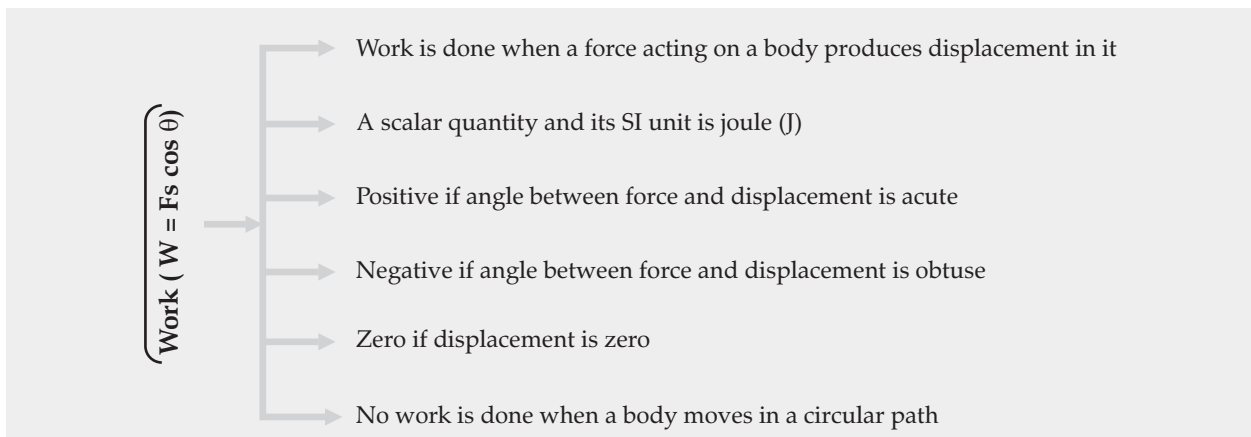 Work ( W = Fs cos θ)
Work is done when a force acting on a body produces displacement in it
A scalar quantity and its SI unit is joule (J)
Positive if angle between force and displacement is acute
Negative if angle between force and displacement is obtuse
Zero if displacement is zero
No work is done when a body moves in a circular path